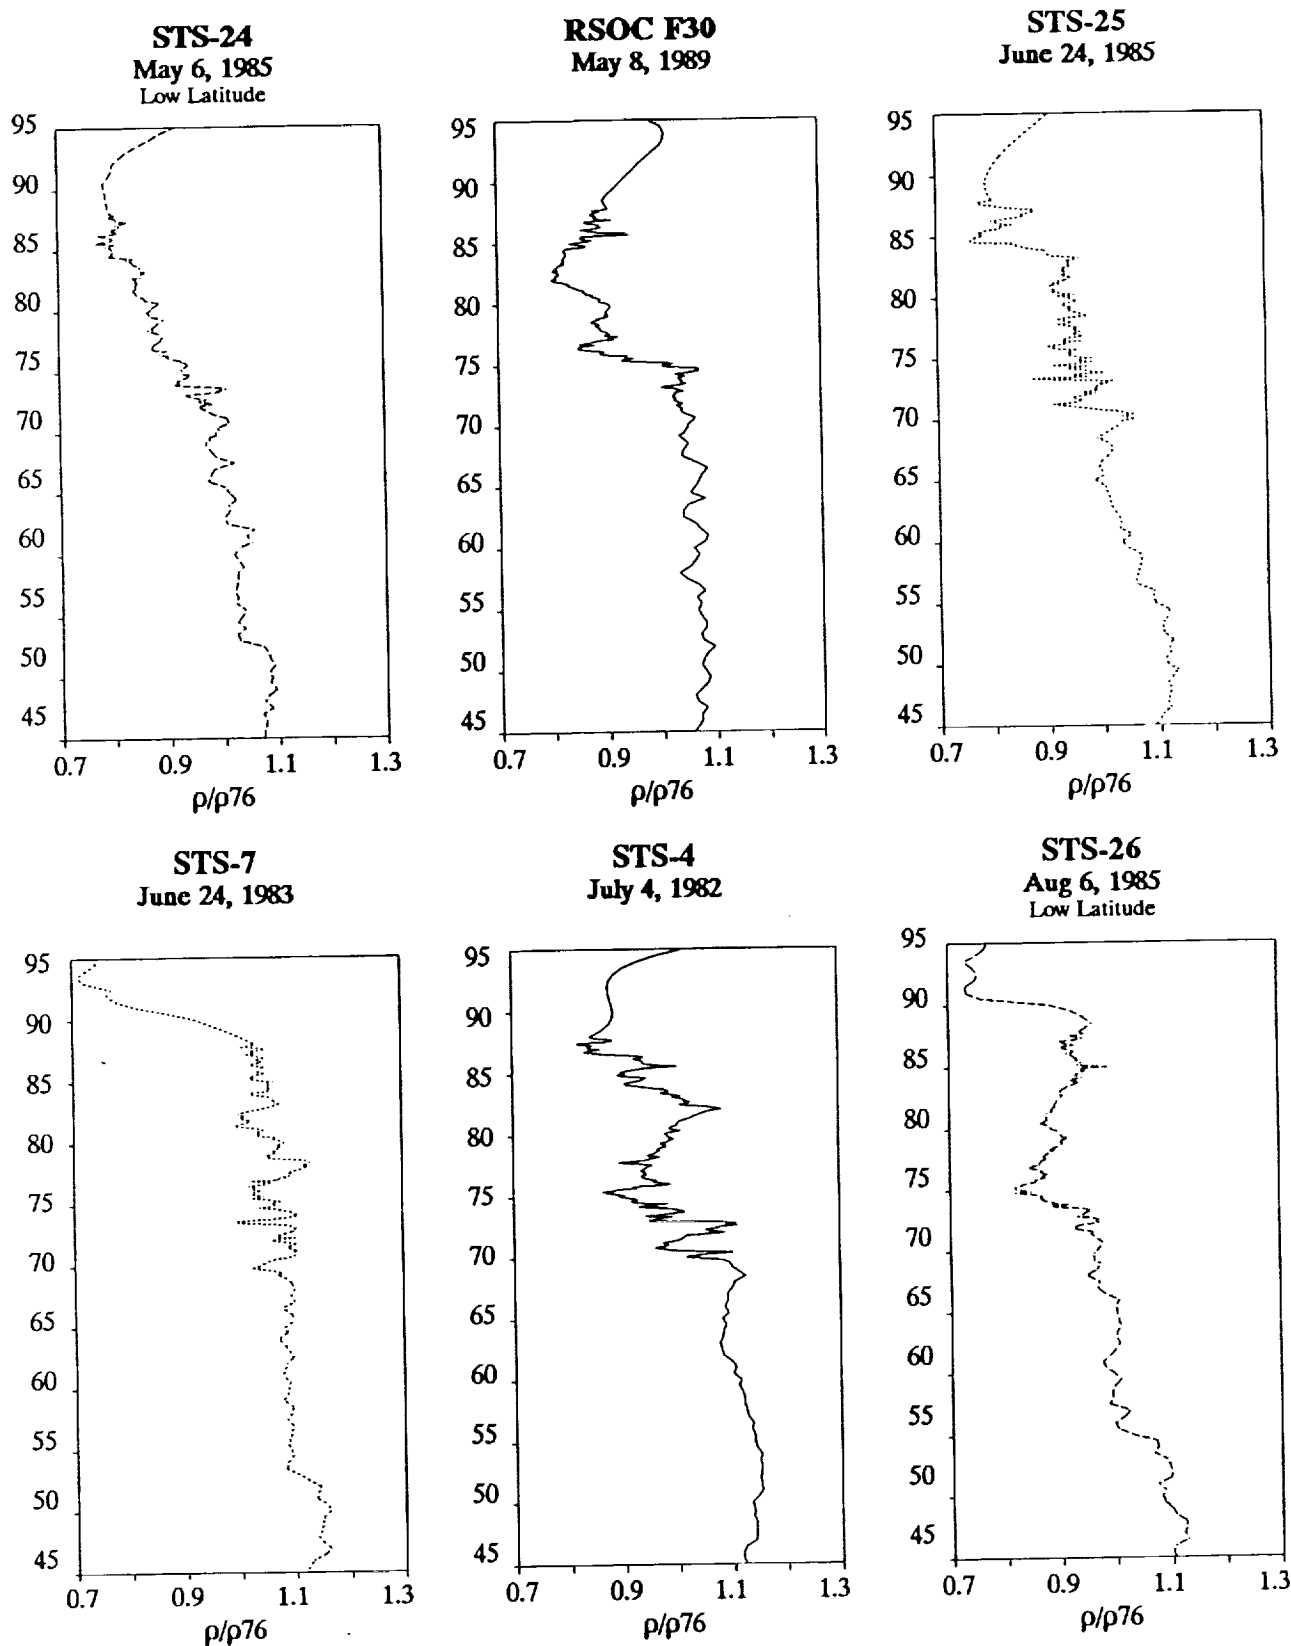 STS-24
May 6, 1985
Low Latitude
95
90
85
80
75
70
65
60
55
50
45
0.7 0.9 1.1 1.3
ρ/ρ76
RSOC F30
May 8, 1989
95
90
85
80
75
70
65
60
55
50
45
0.7 0.9 1.1 1.3
ρ/ρ76
STS-25
June 24, 1985
95
90
85
80
75
70
65
60
55
50
45
0.7 0.9 1.1 1.3
ρ/ρ76
STS-7
June 24, 1983
95
90
85
80
75
70
65
60
55
50
45
0.7 0.9 1.1 1.3
ρ/ρ76
STS-4
July 4, 1982
95
90
85
80
75
70
65
60
55
50
45
0.7 0.9 1.1 1.3
ρ/ρ76
STS-26
Aug 6, 1985
Low Latitude
95
90
85
80
75
70
65
60
55
50
45
0.7 0.9 1.1 1.3
ρ/ρ76